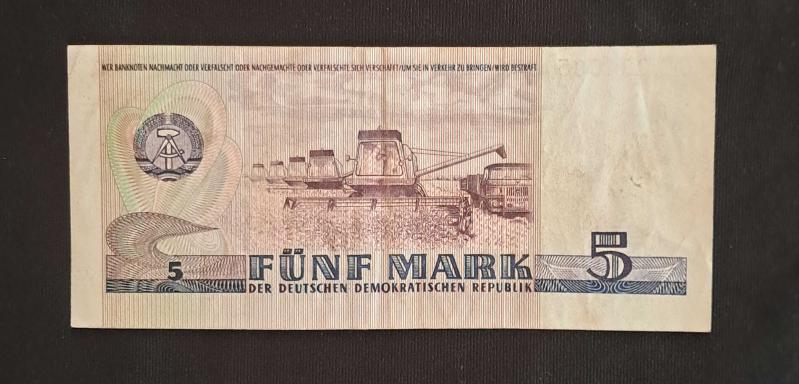 WER BANKNOTEN NACHMACHT ODER VERFÄLSCHT ODER NACHGEMACHTE ODER VERFÄLSCHTE SICH VERSCHAFFT/UM SIE IN VERKEHR ZU BRINGEN/WIRD BESTRAFT
5 FÜNF MARK 5
DER DEUTSCHEN DEMOKRATISCHEN REPUBLIK